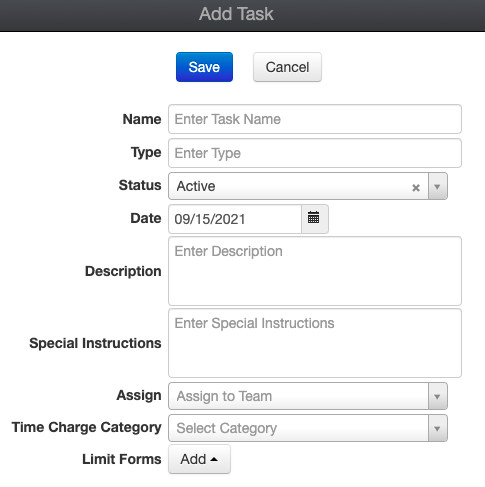 Add Task
Save Cancel
Name Enter Task Name
Type Enter Type
Status Active
Date 09/15/2021
Description Enter Description
Special Instructions Enter Special Instructions
Assign Assign to Team
Time Charge Category Select Category
Limit Forms Add